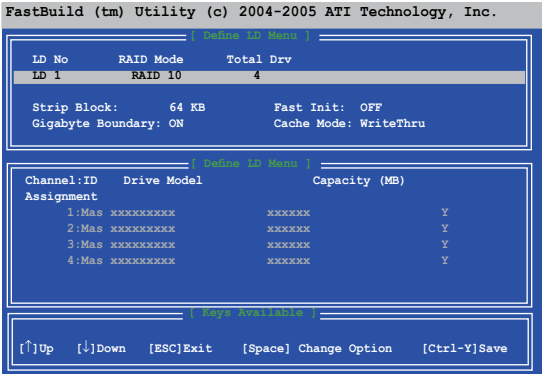 FastBuild (tm) Utility (c) 2004-2005 ATI Technology, Inc.
[ Define LD Menu ]
LD No RAID Mode Total Drv
LD 1 RAID 10 4
Strip Block: 64 KB Fast Init: OFF
Gigabyte Boundary: ON Cache Mode: WriteThru
[ Define LD Menu ]
Channel:ID Drive Model Capacity (MB)
Assignment
1:Mas xxxxxxxxx xxxxxx Y
2:Mas xxxxxxxxx xxxxxx Y
3:Mas xxxxxxxxx xxxxxx Y
4:Mas xxxxxxxxx xxxxxx Y
[ Keys Available ]
[↑]Up [↓]Down [ESC]Exit [Space] Change Option [Ctrl-Y]Save